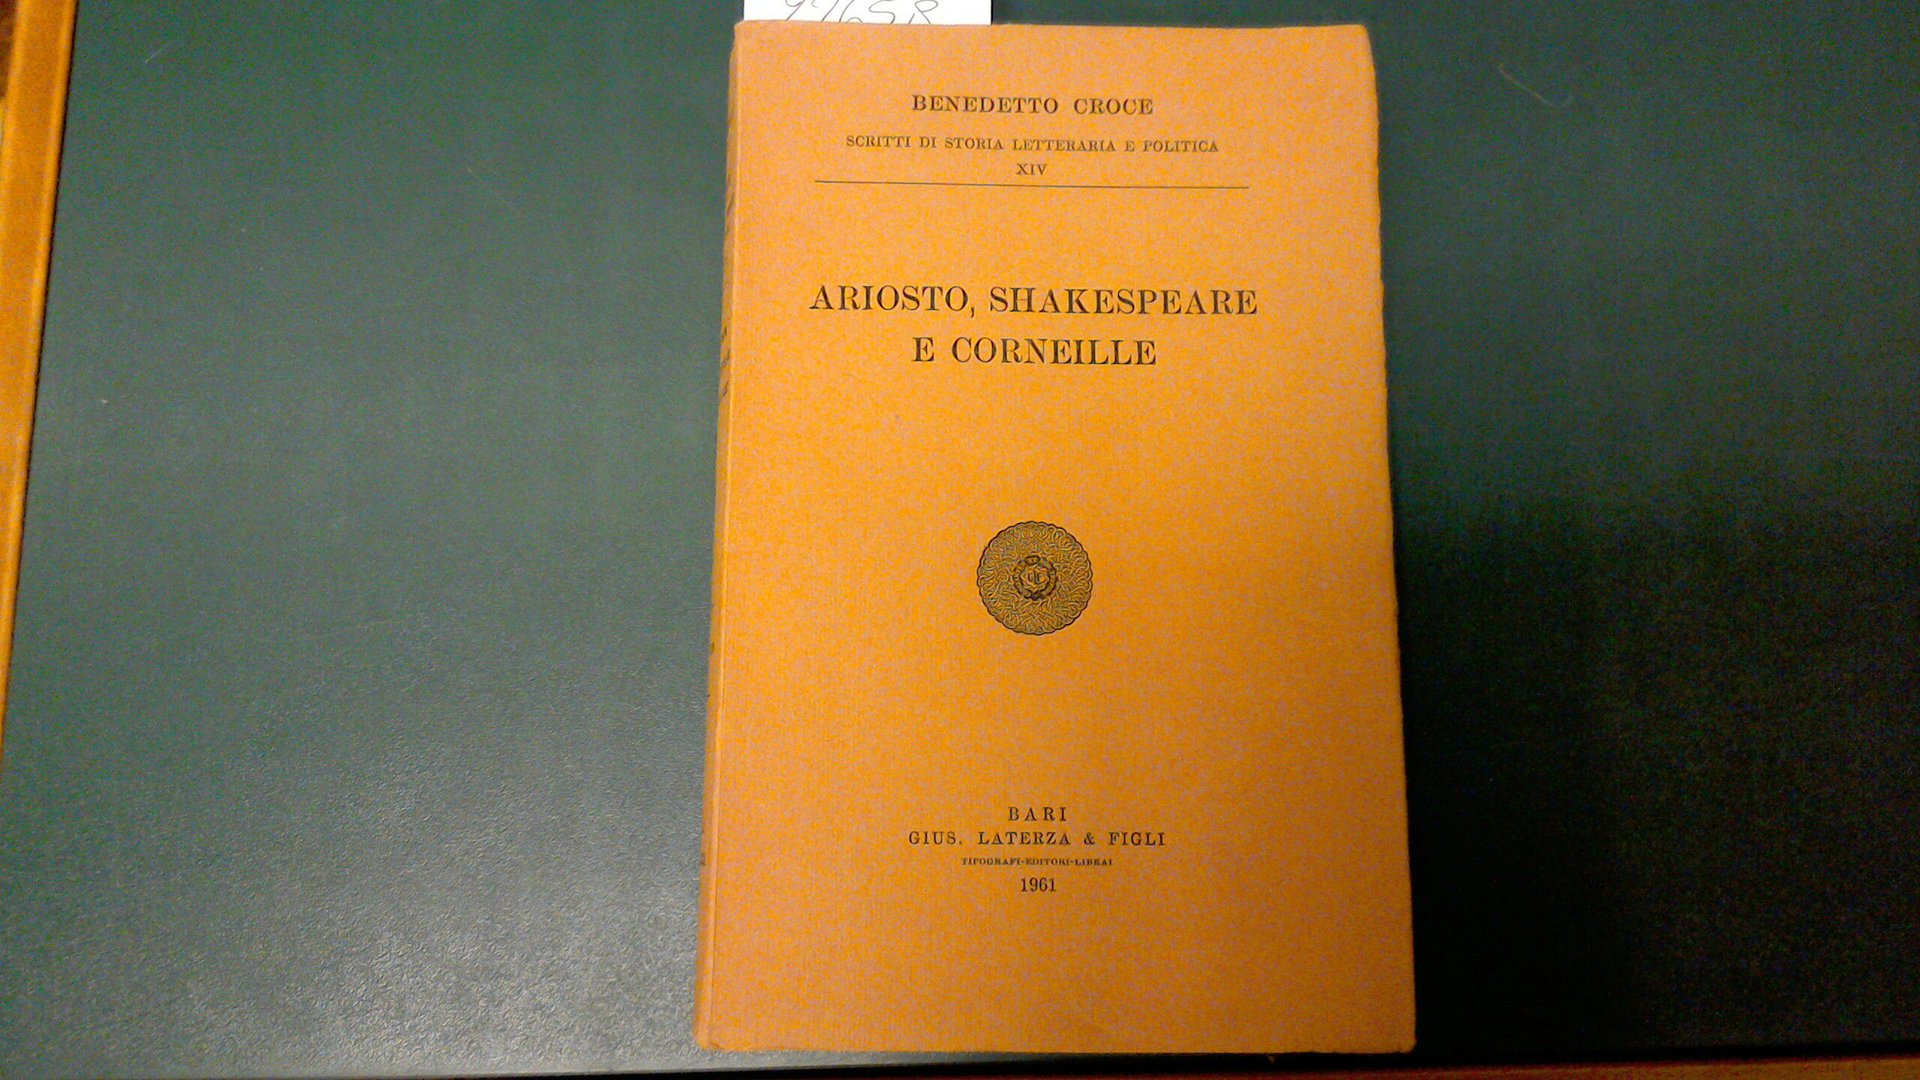 BENEDETTO CROCE
SCRITTI DI STORIA LETTERARIA E POLITICA
XIV
ARIOSTO, SHAKESPEARE
E CORNEILLE
BARI
GIUS. LATERZA & FIGLI
TIPOGRAFI-EDITORI-LIBRAI
1961